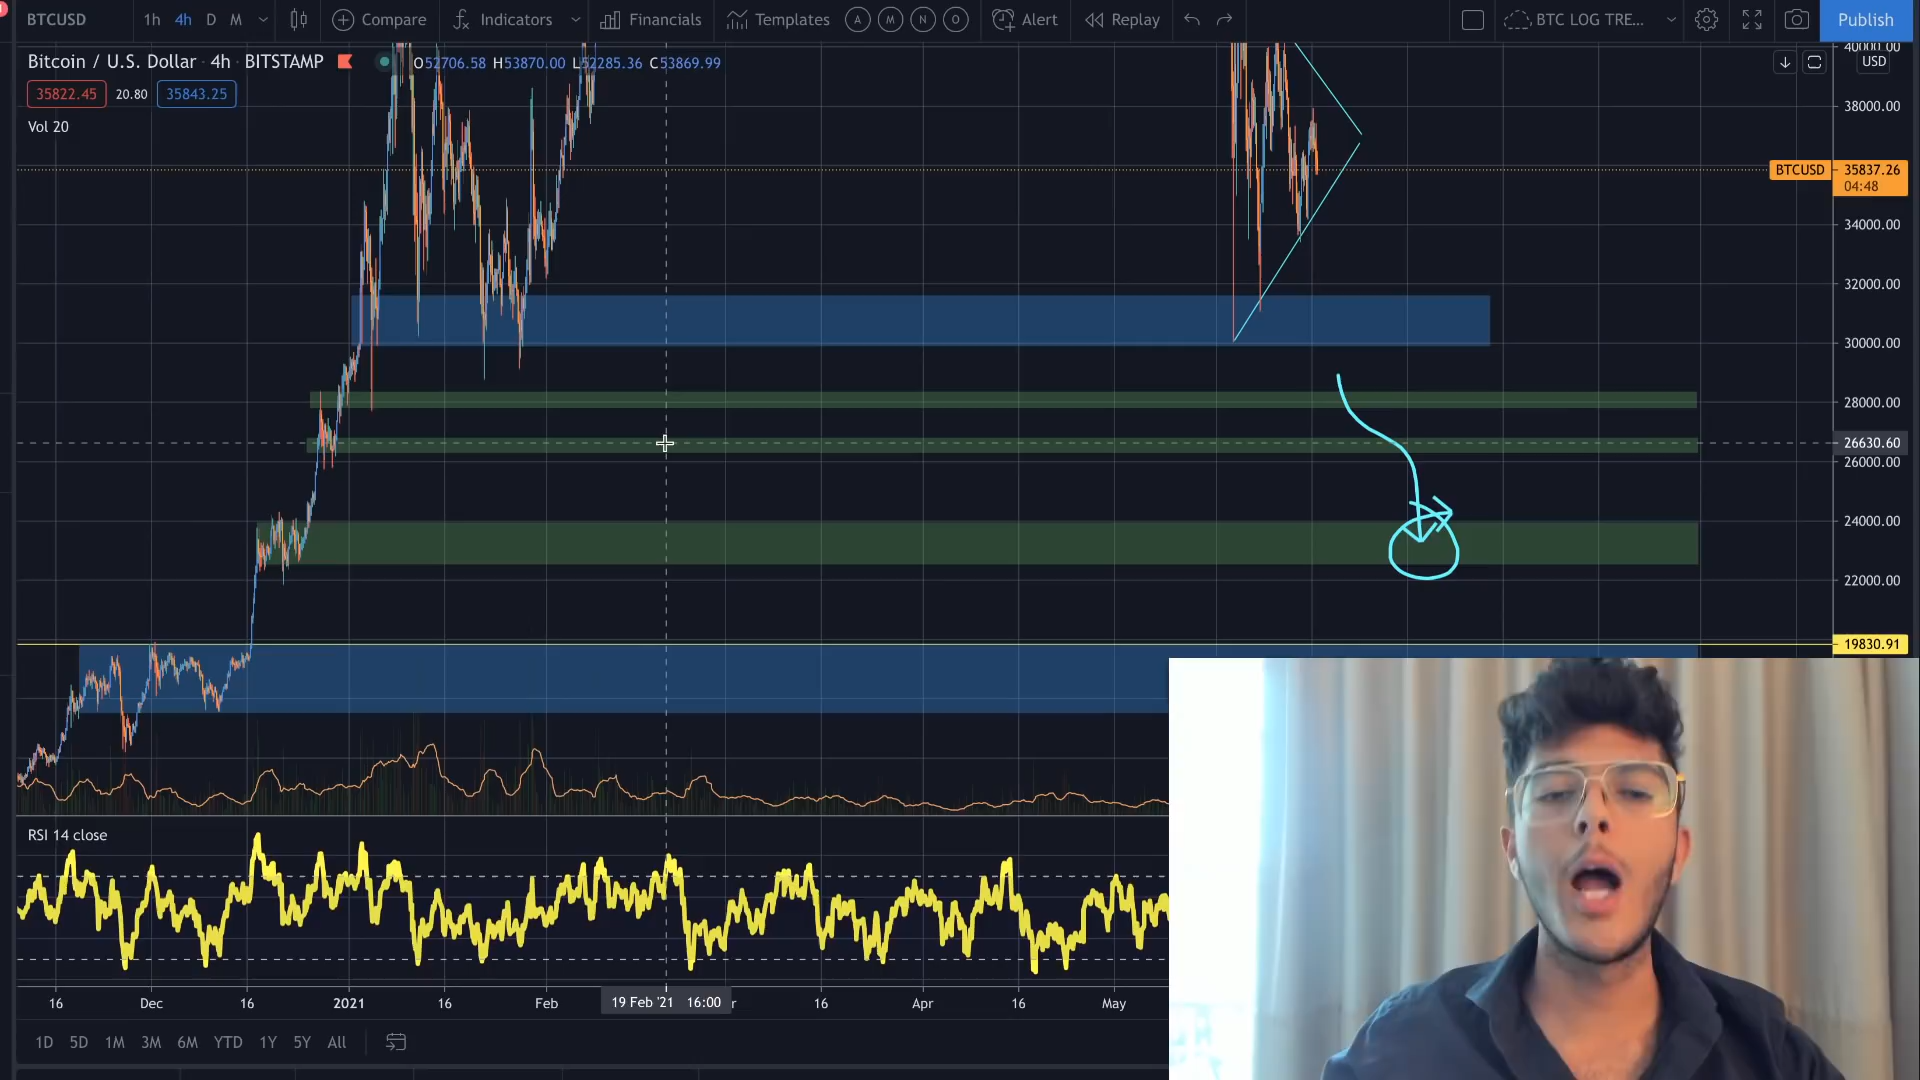 BTCUSD 1h 4h D M Compare Indicators Financials Templates A M N O Alert Replay BTC LOG TRE... Publish
Bitcoin / U.S. Dollar · 4h · BITSTAMP O52706.58 H53870.00 L52285.36 C53869.99
35822.45 20.80 35843.25
Vol 20
40000.00
USD
38000.00
BTCUSD 35837.26
04:48
34000.00
32000.00
30000.00
28000.00
26630.60
26000.00
24000.00
22000.00
19830.91
RSI 14 close
16 Dec 16 2021 16 Feb 19 Feb '21 16:00 16 Apr 16 May
1D 5D 1M 3M 6M YTD 1Y 5Y All